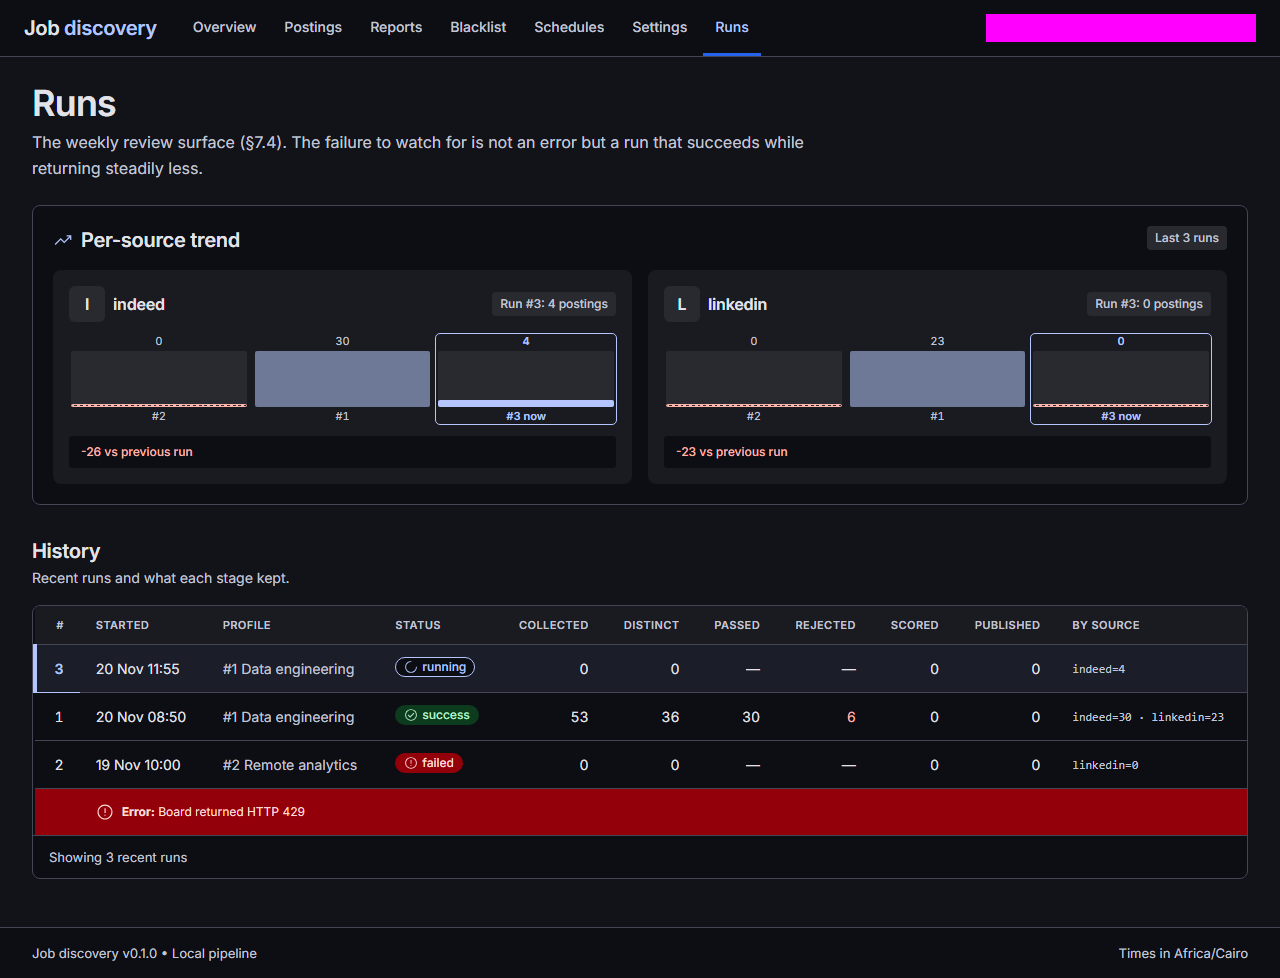 Job discovery
Overview
Postings
Reports
Blacklist
Schedules
Settings
Runs
Runs
The weekly review surface (§7.4). The failure to watch for is not an error but a run that succeeds while
returning steadily less.
Per-source trend
Last 3 runs
I
indeed
Run #3: 4 postings
0
30
4
#2
#1
#3 now
-26 vs previous run
L
linkedin
Run #3: 0 postings
0
23
0
#2
#1
#3 now
-23 vs previous run
History
Recent runs and what each stage kept.
# STARTED PROFILE STATUS COLLECTED DISTINCT PASSED REJECTED SCORED PUBLISHED BY SOURCE
3 20 Nov 11:55 #1 Data engineering running 0 0 — — 0 0 indeed=4
1 20 Nov 08:50 #1 Data engineering success 53 36 30 6 0 0 indeed=30 · linkedin=23
2 19 Nov 10:00 #2 Remote analytics failed 0 0 — — 0 0 linkedin=0
Error: Board returned HTTP 429
Showing 3 recent runs
Job discovery v0.1.0 • Local pipeline
Times in Africa/Cairo